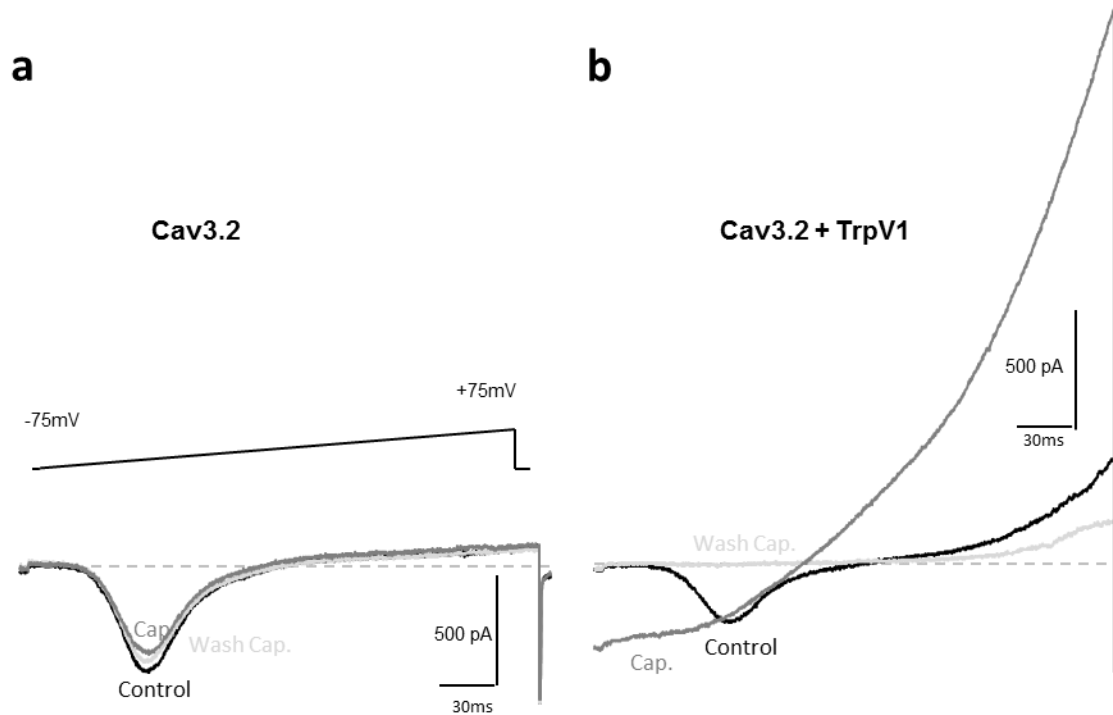 a
Cav3.2
-75mV
+75mV
Cap.
Wash Cap.
Control
500 pA
30ms
b
Cav3.2 + TrpV1
500 pA
30ms
Wash Cap.
Cap.
Control